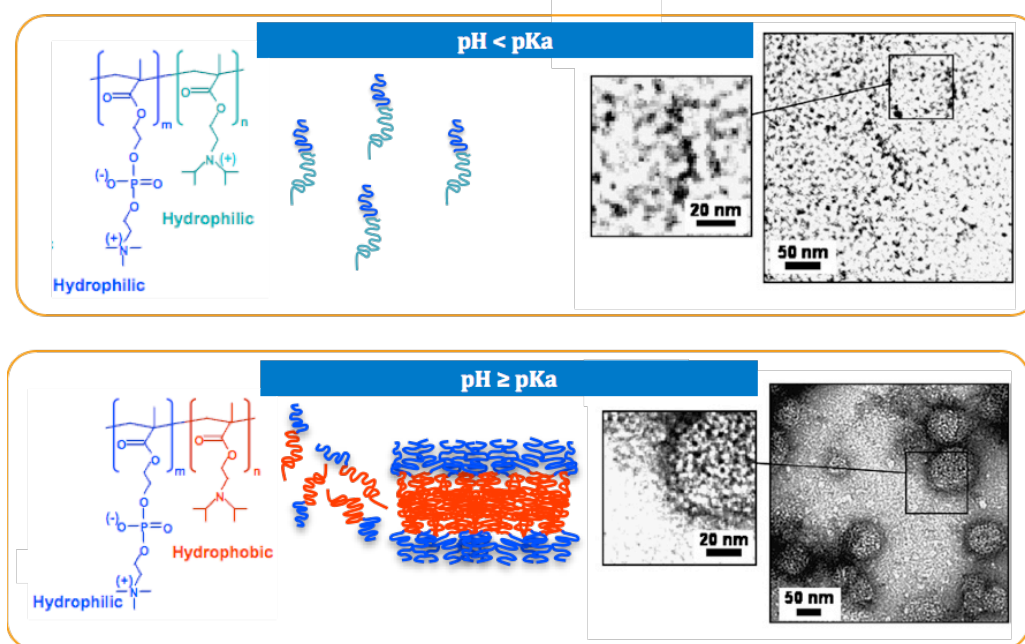 pH < pKa
O
O
m
O
O
n
O
(-)
O
P
O
O
N
(+)
Hydrophilic
(+)
N
Hydrophilic
20 nm
50 nm
pH ≥ pKa
O
O
m
O
O
n
O
(-)
O
P
O
O
N
Hydrophobic
(+)
N
Hydrophilic
20 nm
50 nm